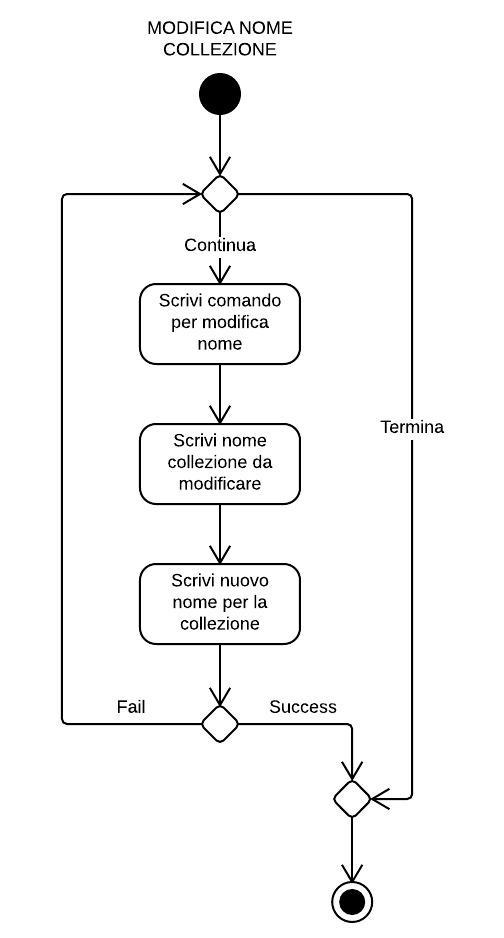 MODIFICA NOME
COLLEZIONE
Continua
Scrivi comando
per modifica
nome
Termina
Scrivi nome
collezione da
modificare
Scrivi nuovo
nome per la
collezione
Fail
Success